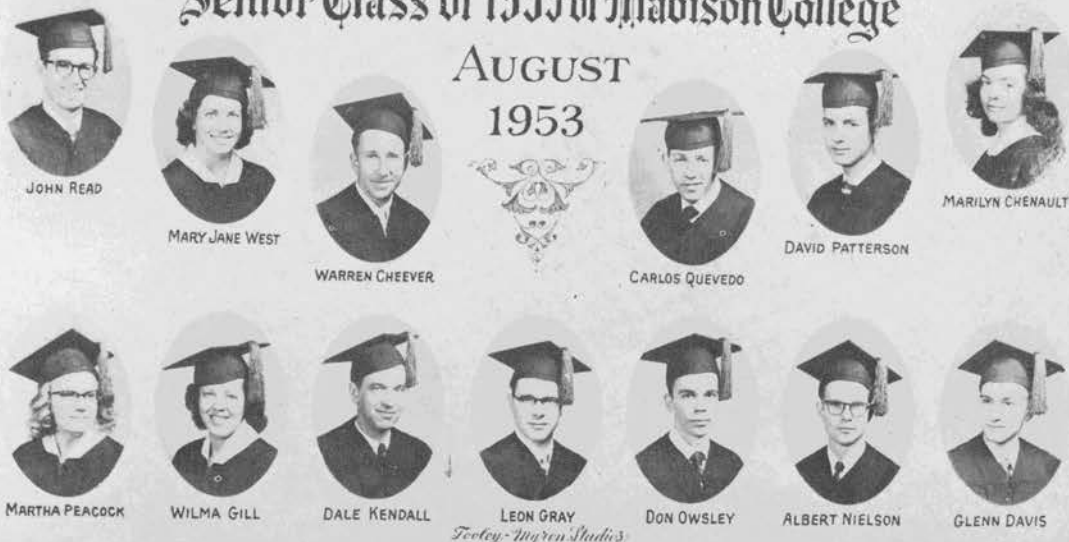 Senior Class of 1953 of Madison College
AUGUST
1953
JOHN READ
MARY JANE WEST
WARREN CHEEVER
CARLOS QUEVEDO
DAVID PATTERSON
MARILYN CHENAULT
MARTHA PEACOCK
WILMA GILL
DALE KENDALL
LEON GRAY
DON OWSLEY
ALBERT NIELSON
GLENN DAVIS
Tooley-Myron Studios